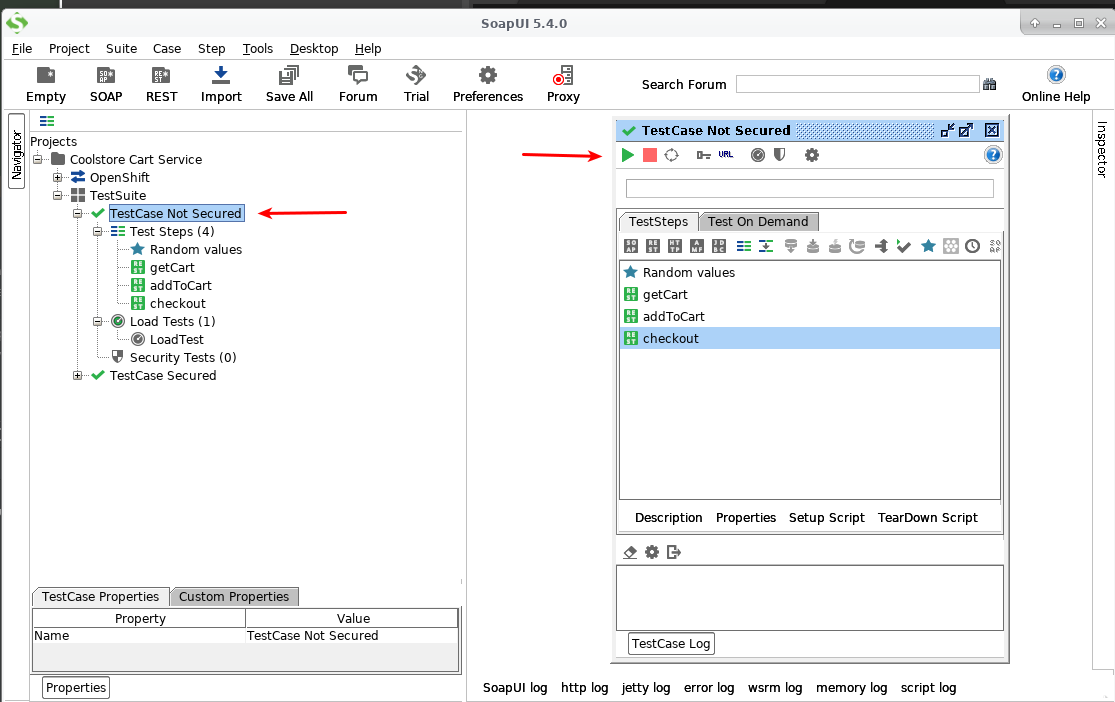 SoapUI 5.4.0
File Project Suite Case Step Tools Desktop Help
Empty SOAP REST Import Save All Forum Trial Preferences Proxy Search Forum Online Help
Navigator
Projects
Coolstore Cart Service
OpenShift
TestSuite
TestCase Not Secured
Test Steps (4)
Random values
getCart
addToCart
checkout
Load Tests (1)
LoadTest
Security Tests (0)
TestCase Secured
TestCase Properties Custom Properties
Property Value
Name TestCase Not Secured
Properties
TestCase Not Secured
URL
TestSteps Test On Demand
Random values
getCart
addToCart
checkout
Description Properties Setup Script TearDown Script
TestCase Log
SoapUI log http log jetty log error log wsrm log memory log script log
Inspector